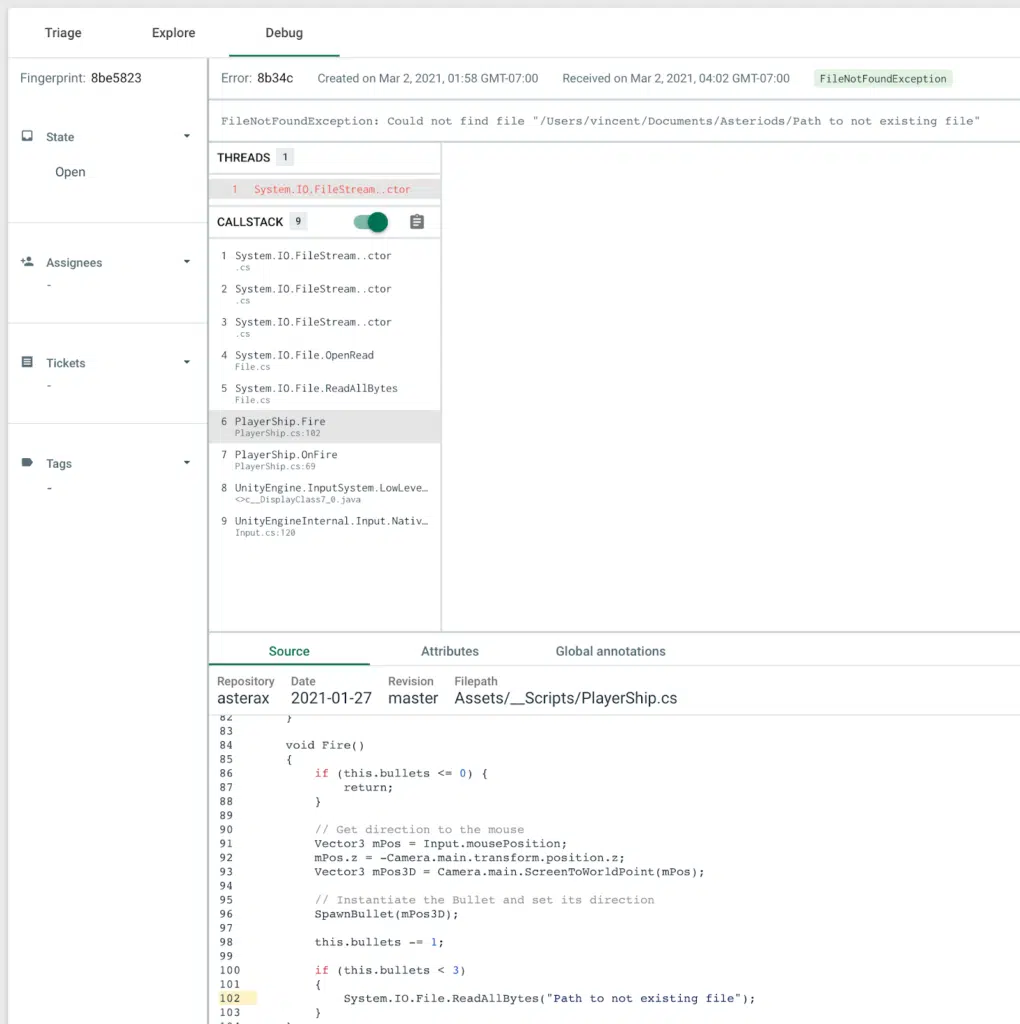 Triage Explore Debug
Fingerprint: 8be5823
Error: 8b34c Created on Mar 2, 2021, 01:58 GMT-07:00 Received on Mar 2, 2021, 04:02 GMT-07:00 FileNotFoundException
FileNotFoundException: Could not find file "/Users/vincent/Documents/Asteriods/Path to not existing file"
State
Open
Assignees
-
Tickets
-
Tags
-
THREADS 1
1 System.IO.FileStream..ctor
CALLSTACK 9
1 System.IO.FileStream..ctor
.cs
2 System.IO.FileStream..ctor
.cs
3 System.IO.FileStream..ctor
.cs
4 System.IO.File.OpenRead
File.cs
5 System.IO.File.ReadAllBytes
File.cs
6 PlayerShip.Fire
PlayerShip.cs:102
7 PlayerShip.OnFire
PlayerShip.cs:69
8 UnityEngine.InputSystem.LowLeve…
<>c__DisplayClass7_0.java
9 UnityEngineInternal.Input.Nativ…
Input.cs:120
Source Attributes Global annotations
Repository Date Revision Filepath
asterax 2021-01-27 master Assets/__Scripts/PlayerShip.cs
82 }
83
84 void Fire()
85 {
86 if (this.bullets <= 0) {
87 return;
88 }
89
90 // Get direction to the mouse
91 Vector3 mPos = Input.mousePosition;
92 mPos.z = -Camera.main.transform.position.z;
93 Vector3 mPos3D = Camera.main.ScreenToWorldPoint(mPos);
94
95 // Instantiate the Bullet and set its direction
96 SpawnBullet(mPos3D);
97
98 this.bullets -= 1;
99
100 if (this.bullets < 3)
101 {
102 System.IO.File.ReadAllBytes("Path to not existing file");
103 }